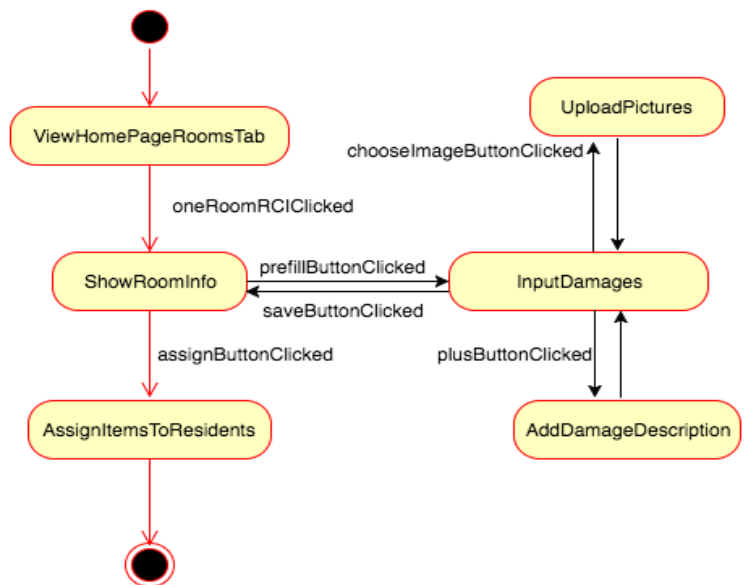 UploadPictures
ViewHomePageRoomsTab
chooseImageButtonClicked
oneRoomRCIClicked
prefillButtonClicked
ShowRoomInfo
InputDamages
saveButtonClicked
assignButtonClicked
plusButtonClicked
AssignItemsToResidents
AddDamageDescription